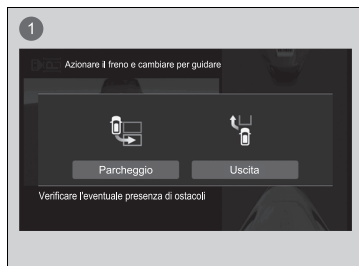 1
Azionare il freno e cambiare per guidare
Parcheggio
Uscita
Verificare l'eventuale presenza di ostacoli